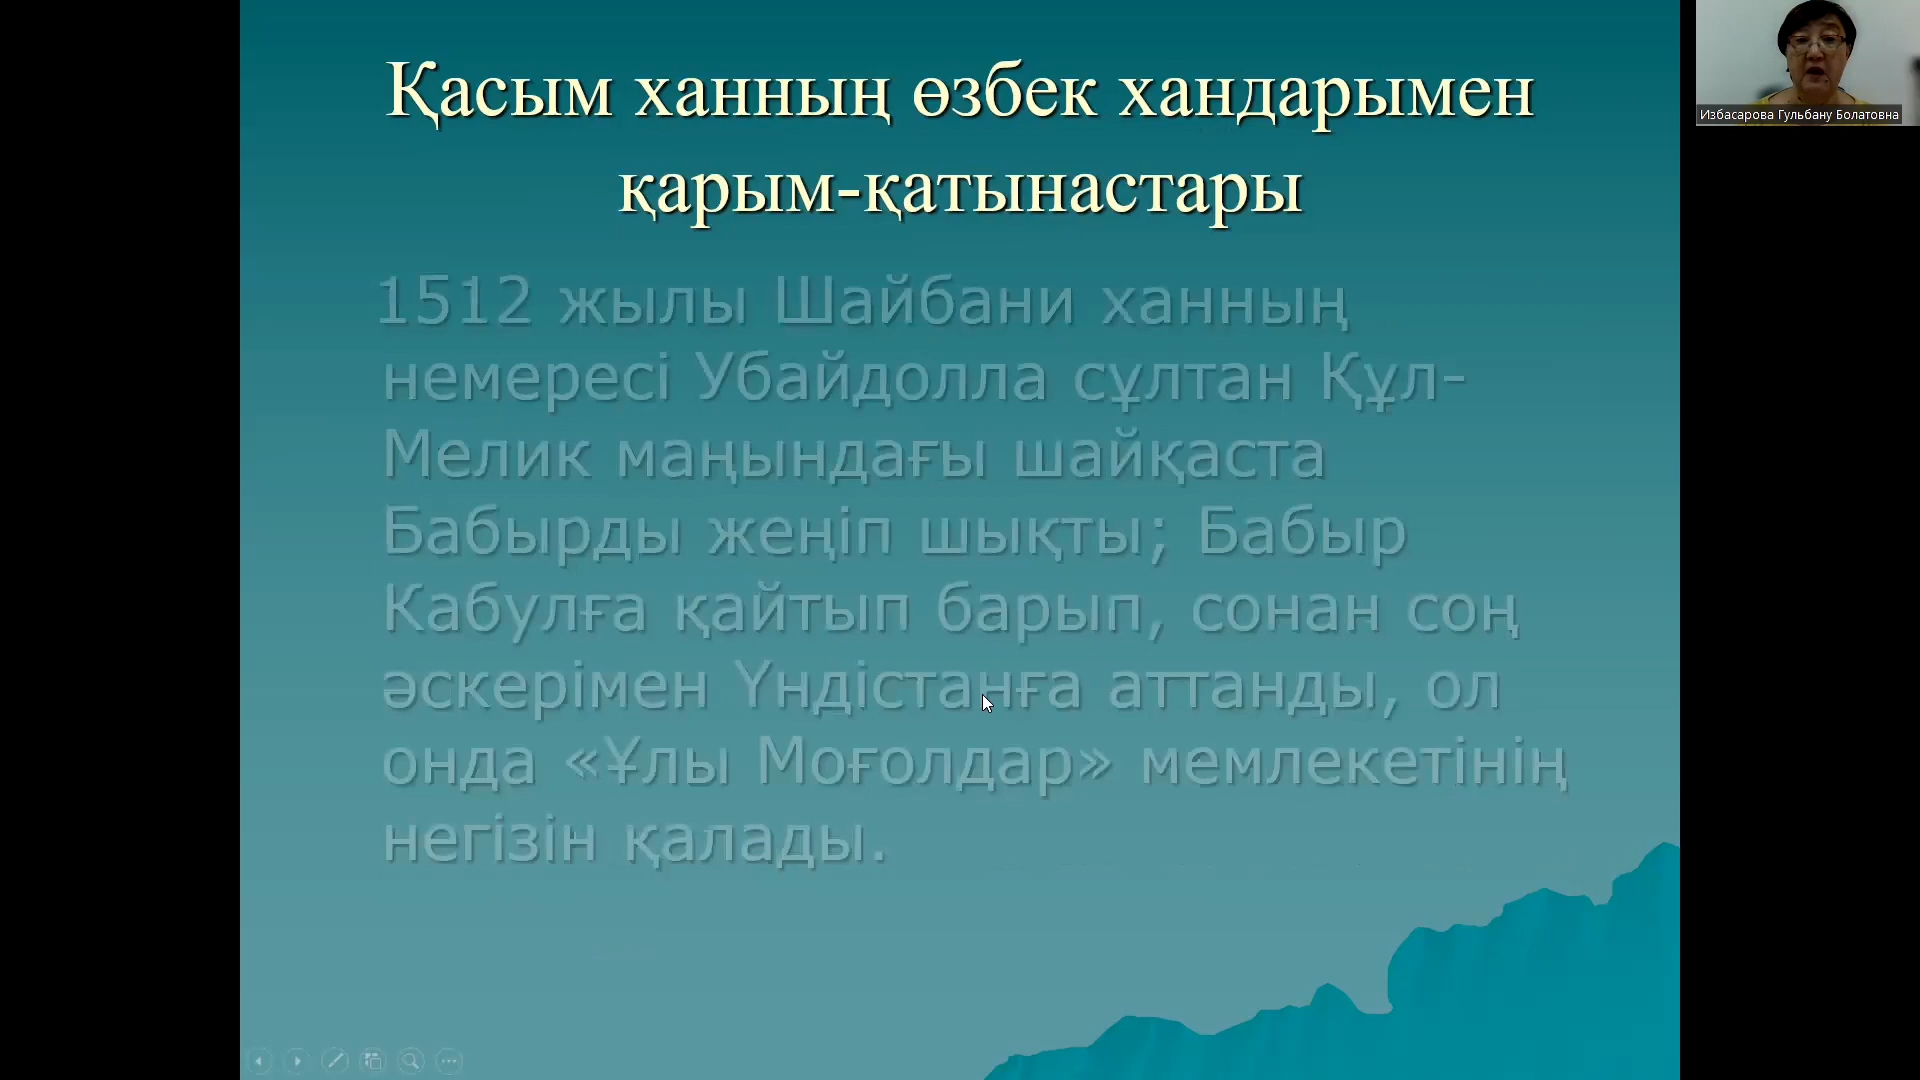 Қасым ханның өзбек хандарымен
қарым-қатынастары
1512 жылы Шайбани ханның
немересі Убайдолла сұлтан Құл-
Мелик маңындағы шайқаста
Бабырды жеңіп шықты; Бабыр
Кабулға қайтып барып, сонан соң
әскерімен Үндістанға аттанды, ол
онда «Ұлы Моғолдар» мемлекетінің
негізін қалады.
Избасарова Гульбану Болатовна